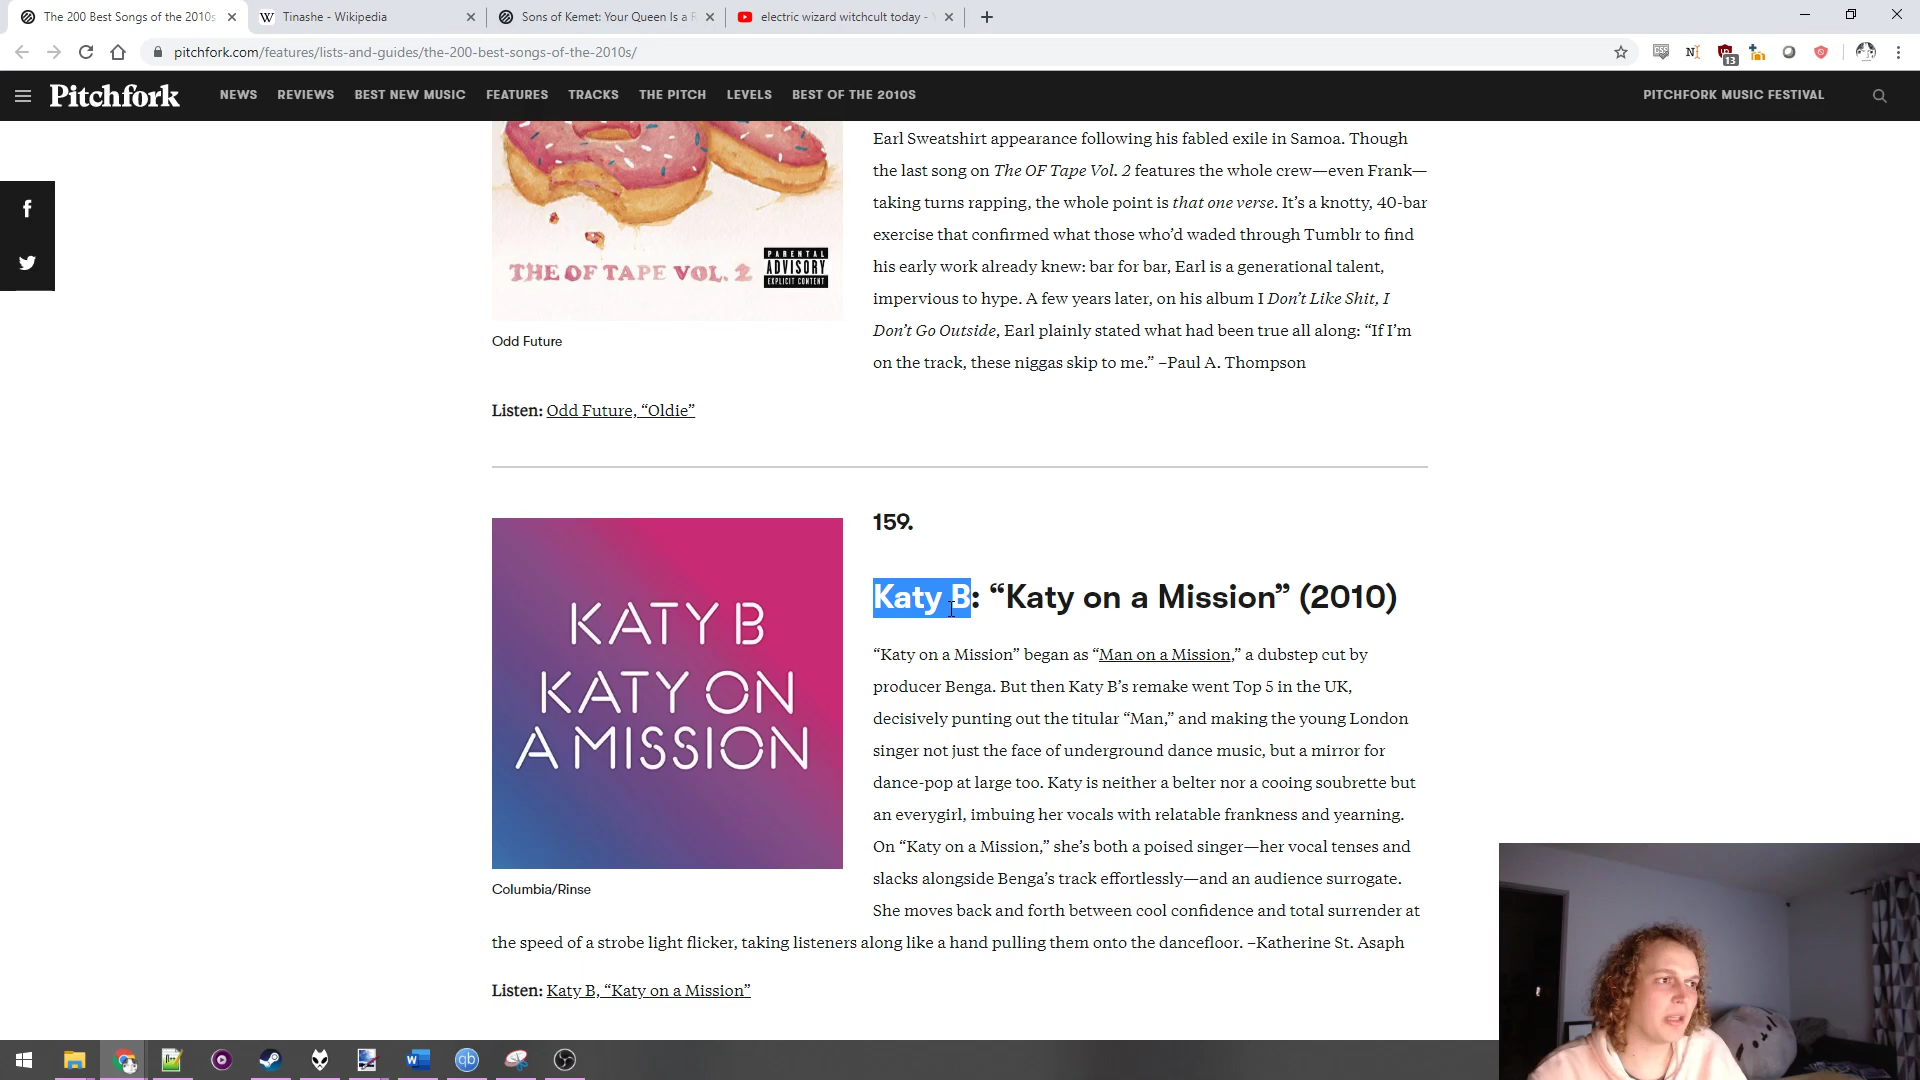 The 200 Best Songs of the 2010s
Tinashe - Wikipedia
Sons of Kemet: Your Queen Is a R
electric wizard witchcult today -
pitchfork.com/features/lists-and-guides/the-200-best-songs-of-the-2010s/
13
Pitchfork
NEWS
REVIEWS
BEST NEW MUSIC
FEATURES
TRACKS
THE PITCH
LEVELS
BEST OF THE 2010S
PITCHFORK MUSIC FESTIVAL
THE OF TAPE VOL. 2
PARENTAL
ADVISORY
EXPLICIT CONTENT
Odd Future
Earl Sweatshirt appearance following his fabled exile in Samoa. Though
the last song on The OF Tape Vol. 2 features the whole crew—even Frank—
taking turns rapping, the whole point is that one verse. It’s a knotty, 40-bar
exercise that confirmed what those who’d waded through Tumblr to find
his early work already knew: bar for bar, Earl is a generational talent,
impervious to hype. A few years later, on his album I Don’t Like Shit, I
Don’t Go Outside, Earl plainly stated what had been true all along: “If I’m
on the track, these niggas skip to me.” –Paul A. Thompson
Listen: Odd Future, “Oldie”
KATY B
KATY ON
A MISSION
Columbia/Rinse
159.
Katy B: “Katy on a Mission” (2010)
“Katy on a Mission” began as “Man on a Mission,” a dubstep cut by
producer Benga. But then Katy B’s remake went Top 5 in the UK,
decisively punting out the titular “Man,” and making the young London
singer not just the face of underground dance music, but a mirror for
dance-pop at large too. Katy is neither a belter nor a cooing soubrette but
an everygirl, imbuing her vocals with relatable frankness and yearning.
On “Katy on a Mission,” she’s both a poised singer—her vocal tenses and
slacks alongside Benga’s track effortlessly—and an audience surrogate.
She moves back and forth between cool confidence and total surrender at
the speed of a strobe light flicker, taking listeners along like a hand pulling them onto the dancefloor. –Katherine St. Asaph
Listen: Katy B, “Katy on a Mission”